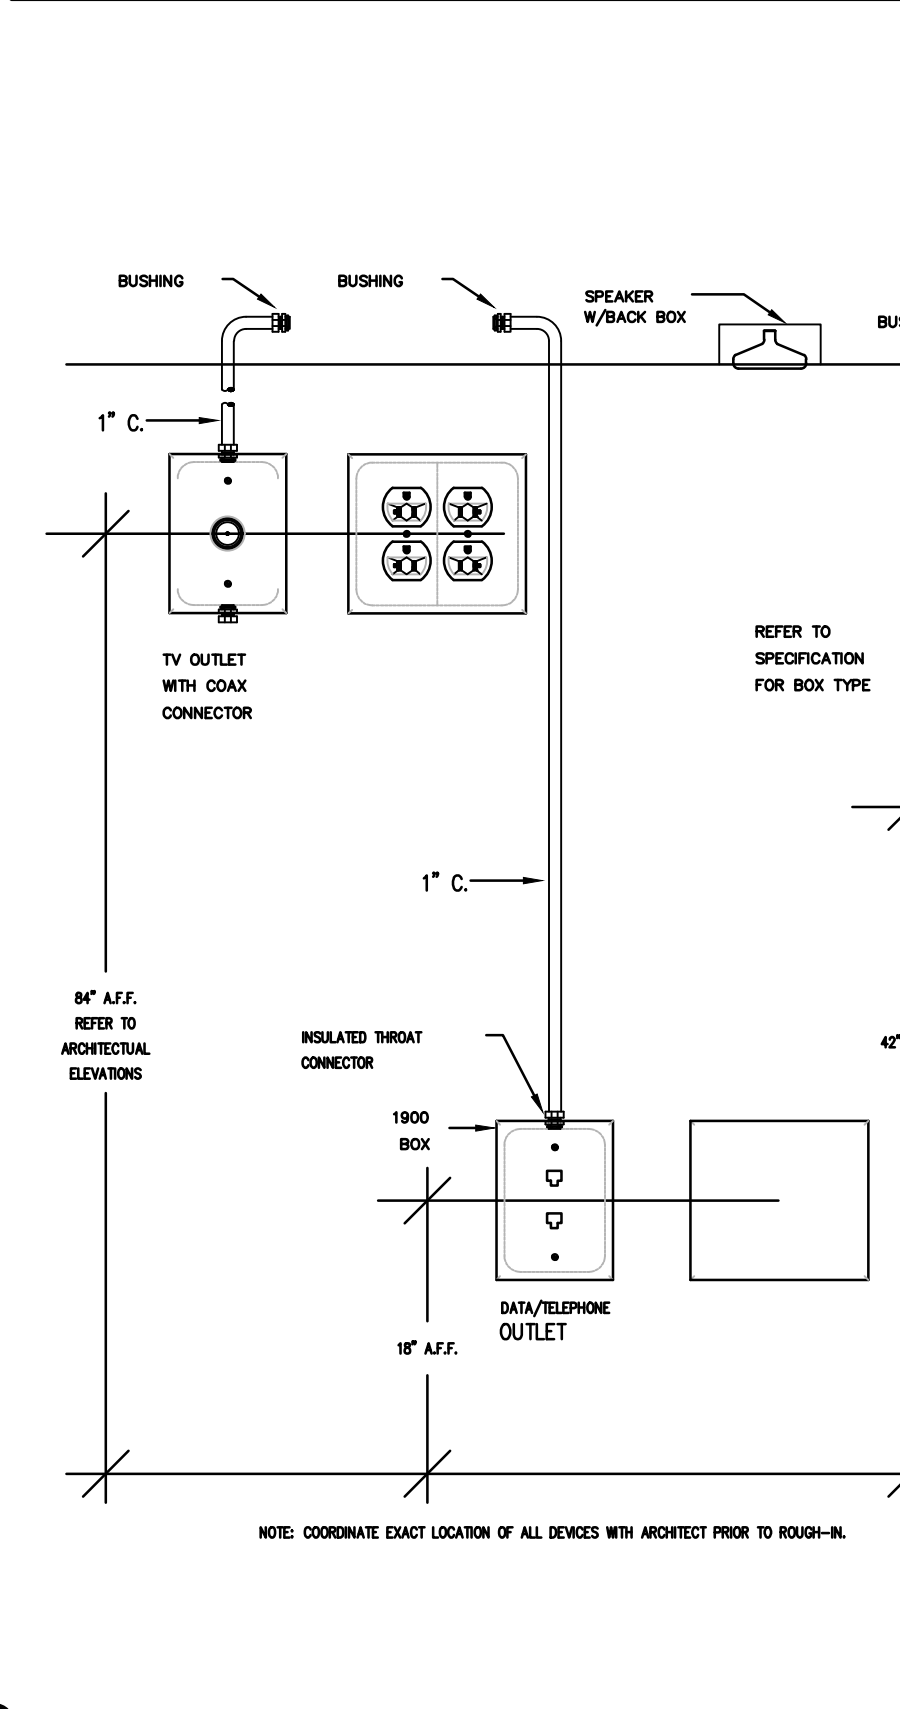 BUSHING
BUSHING
SPEAKER
W/BACK BOX
1" C.
TV OUTLET
WITH COAX
CONNECTOR
REFER TO
SPECIFICATION
FOR BOX TYPE
1" C.
84" A.F.F.
REFER TO
ARCHITECTUAL
ELEVATIONS
INSULATED THROAT
CONNECTOR
42"
1900
BOX
DATA/TELEPHONE
OUTLET
18" A.F.F.
NOTE: COORDINATE EXACT LOCATION OF ALL DEVICES WITH ARCHITECT PRIOR TO ROUGH-IN.